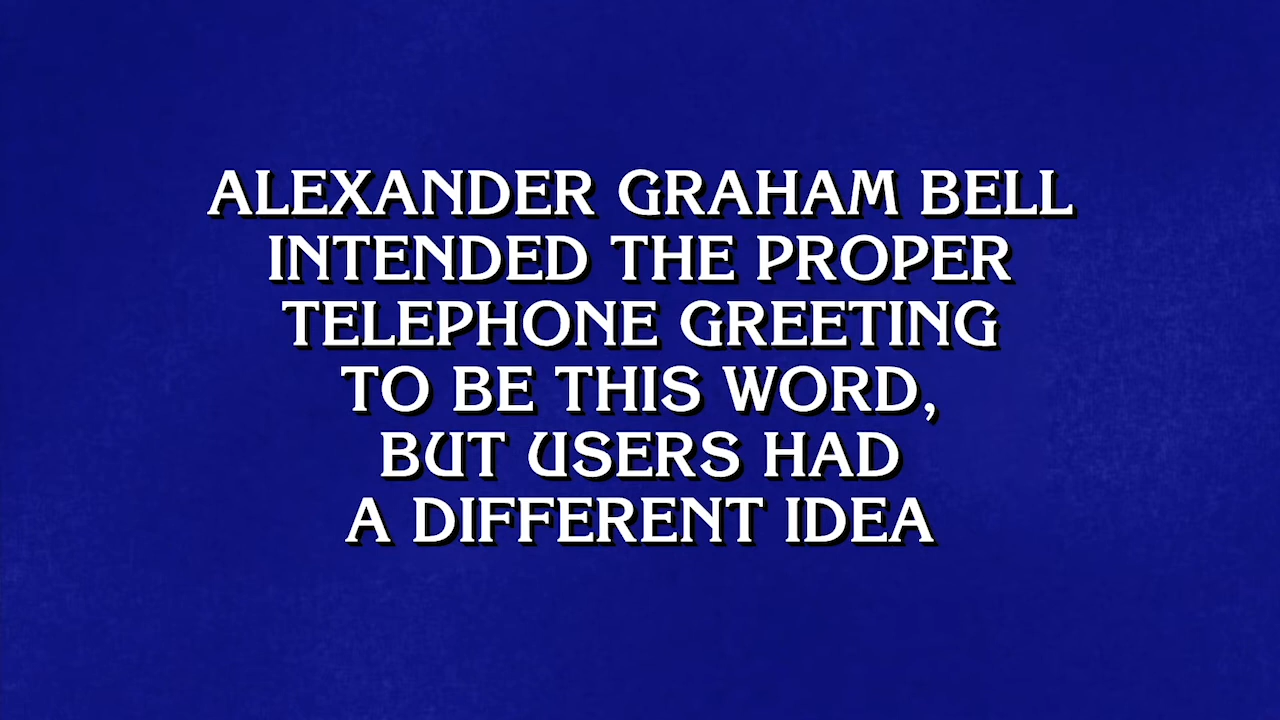 ALEXANDER GRAHAM BELL
INTENDED THE PROPER
TELEPHONE GREETING
TO BE THIS WORD,
BUT USERS HAD
A DIFFERENT IDEA